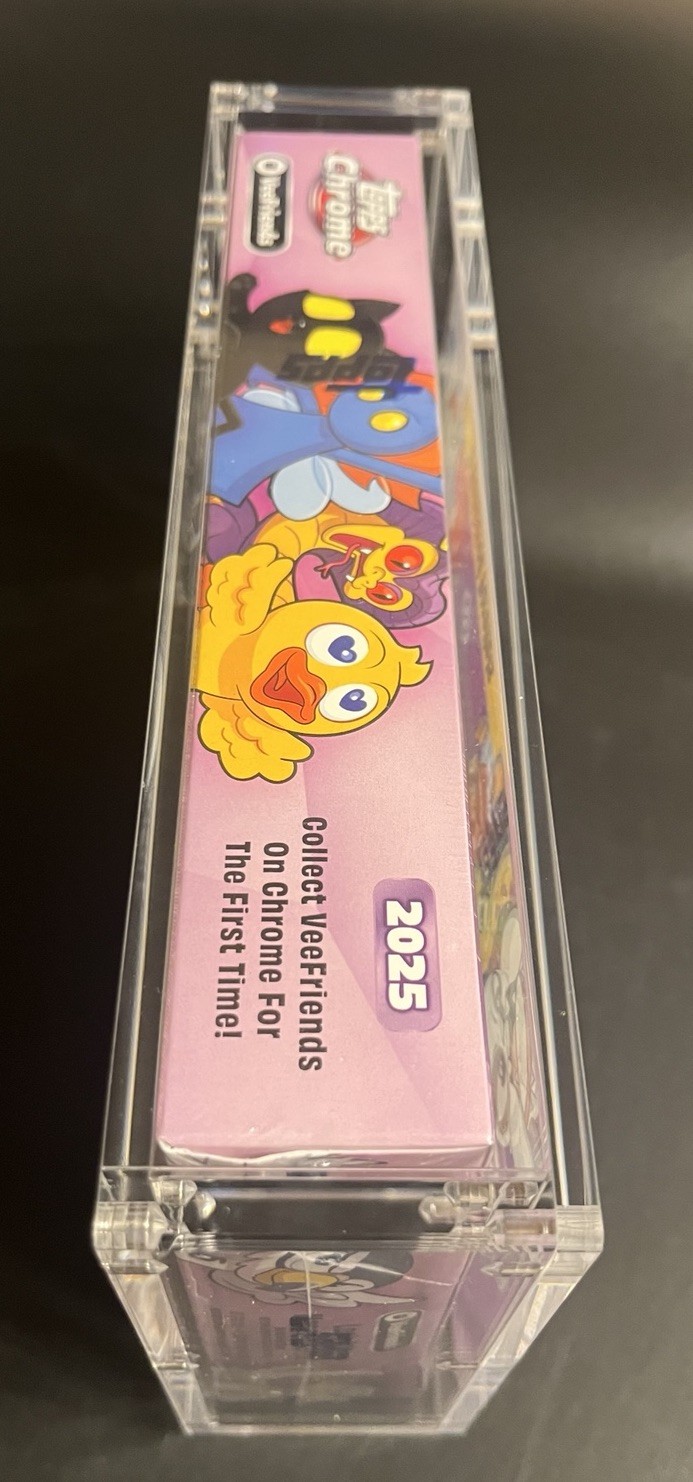 topps
Chrome
VeeFriends
Topps
2025
Collect VeeFriends
On Chrome For
The First Time!